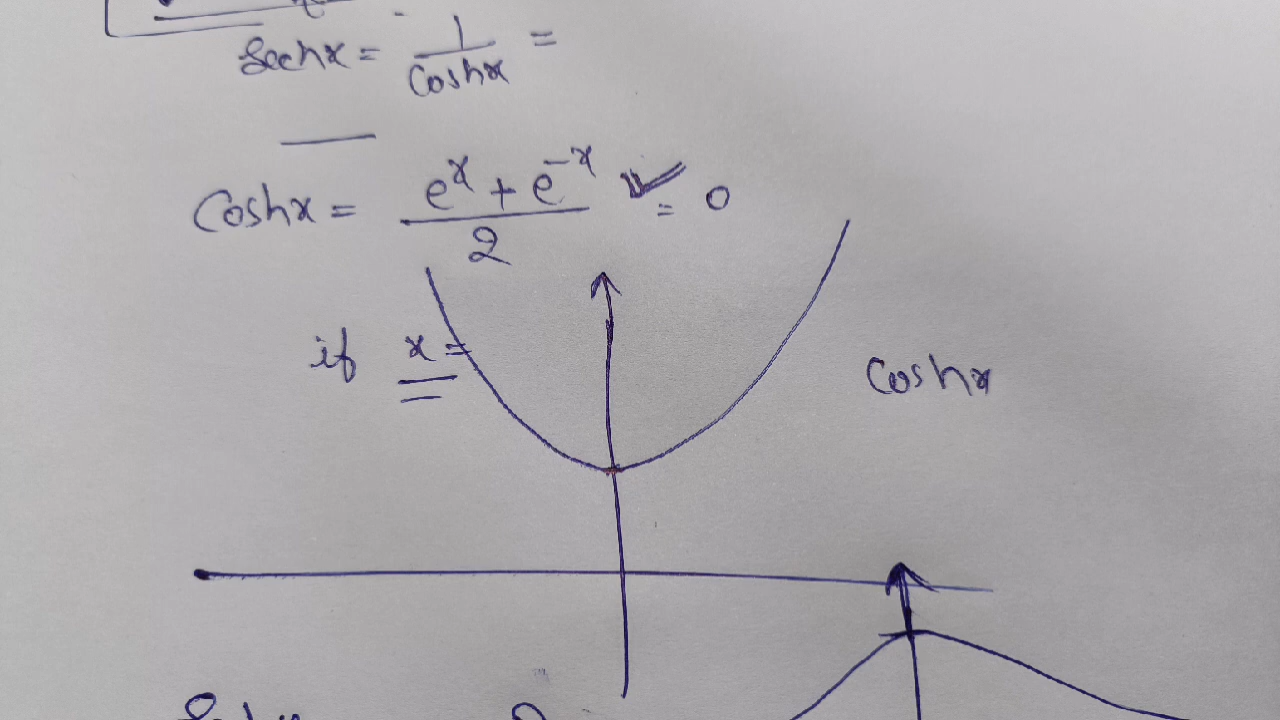 Sechx = 1/Coshx =
Coshx = (e^x + e^-x)/2 = 0
if x =
Coshx